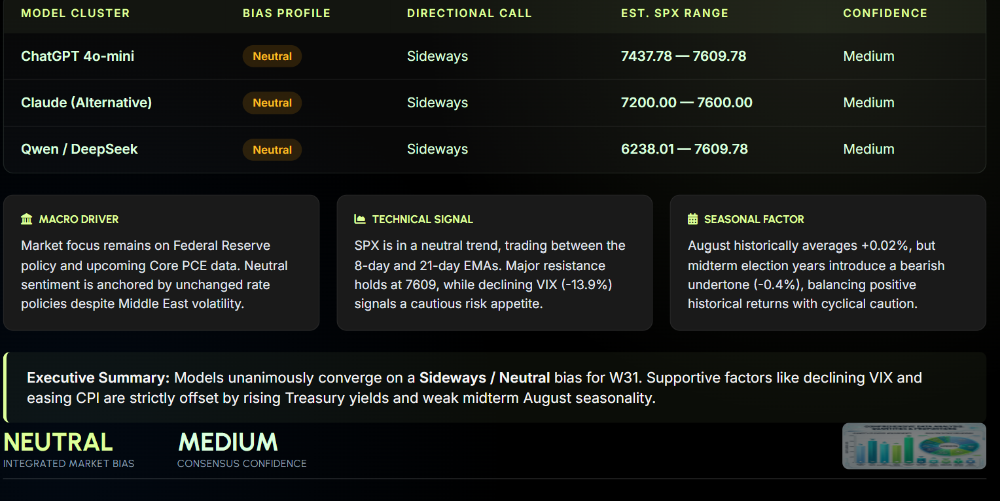 MODEL CLUSTER BIAS PROFILE DIRECTIONAL CALL EST. SPX RANGE CONFIDENCE
ChatGPT 4o-mini Neutral Sideways 7437.78 — 7609.78 Medium
Claude (Alternative) Neutral Sideways 7200.00 — 7600.00 Medium
Qwen / DeepSeek Neutral Sideways 6238.01 — 7609.78 Medium
MACRO DRIVER
Market focus remains on Federal Reserve
policy and upcoming Core PCE data. Neutral
sentiment is anchored by unchanged rate
policies despite Middle East volatility.
TECHNICAL SIGNAL
SPX is in a neutral trend, trading between the
8-day and 21-day EMAs. Major resistance
holds at 7609, while declining VIX (-13.9%)
signals a cautious risk appetite.
SEASONAL FACTOR
August historically averages +0.02%, but
midterm election years introduce a bearish
undertone (-0.4%), balancing positive
historical returns with cyclical caution.
Executive Summary: Models unanimously converge on a Sideways / Neutral bias for W31. Supportive factors like declining VIX and
easing CPI are strictly offset by rising Treasury yields and weak midterm August seasonality.
NEUTRAL
INTEGRATED MARKET BIAS
MEDIUM
CONSENSUS CONFIDENCE